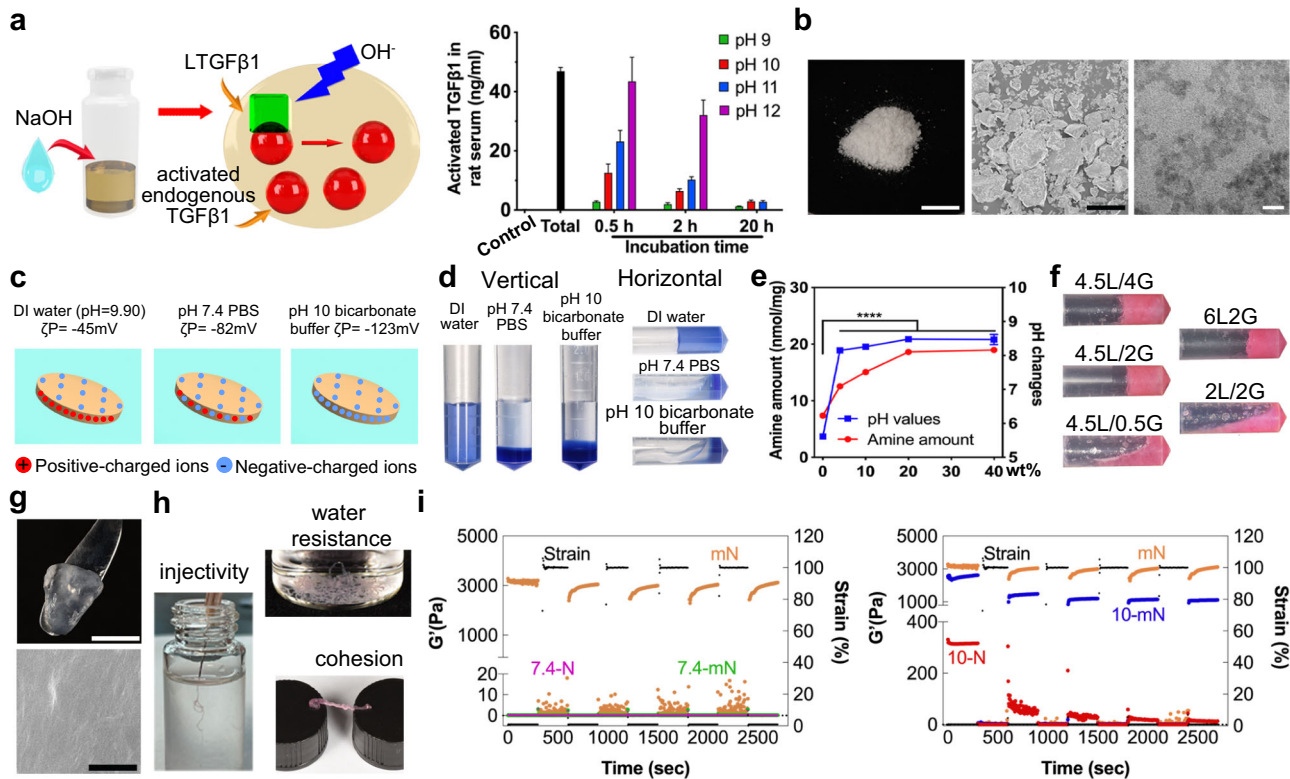 a
NaOH
LTGFβ1
OH-
activated
endogenous
TGFβ1
Activated TGFβ1 in
rat serum (ng/ml)
60
40
20
0
pH 9
pH 10
pH 11
pH 12
Control
Total
0.5 h
2 h
20 h
Incubation time
b
c
DI water (pH=9.90)
ζP= -45mV
pH 7.4 PBS
ζP= -82mV
pH 10 bicarbonate
buffer ζP= -123mV
+ Positive-charged ions
- Negative-charged ions
d
Vertical
DI
water
pH 7.4
PBS
pH 10
bicarbonate
buffer
Horizontal
DI water
pH 7.4 PBS
pH 10 bicarbonate
buffer
e
Amine amount (nmol/mg)
30
20
10
0
****
pH values
Amine amount
10
9
8
7
6
5
pH changes
0 10 20 30 40 wt%
f
4.5L/4G
4.5L/2G
4.5L/0.5G
6L2G
2L/2G
g
h
injectivity
water
resistance
cohesion
i
G'(Pa)
5000
3000
1000
20
10
0
Strain
mN
7.4-N
7.4-mN
120
100
80
60
40
20
0
Strain (%)
0 500 1000 1500 2000 2500
Time (sec)
G'(Pa)
5000
3000
1000
400
200
0
Strain
mN
10-mN
10-N
120
100
80
60
40
20
0
Strain (%)
0 500 1000 1500 2000 2500
Time (sec)